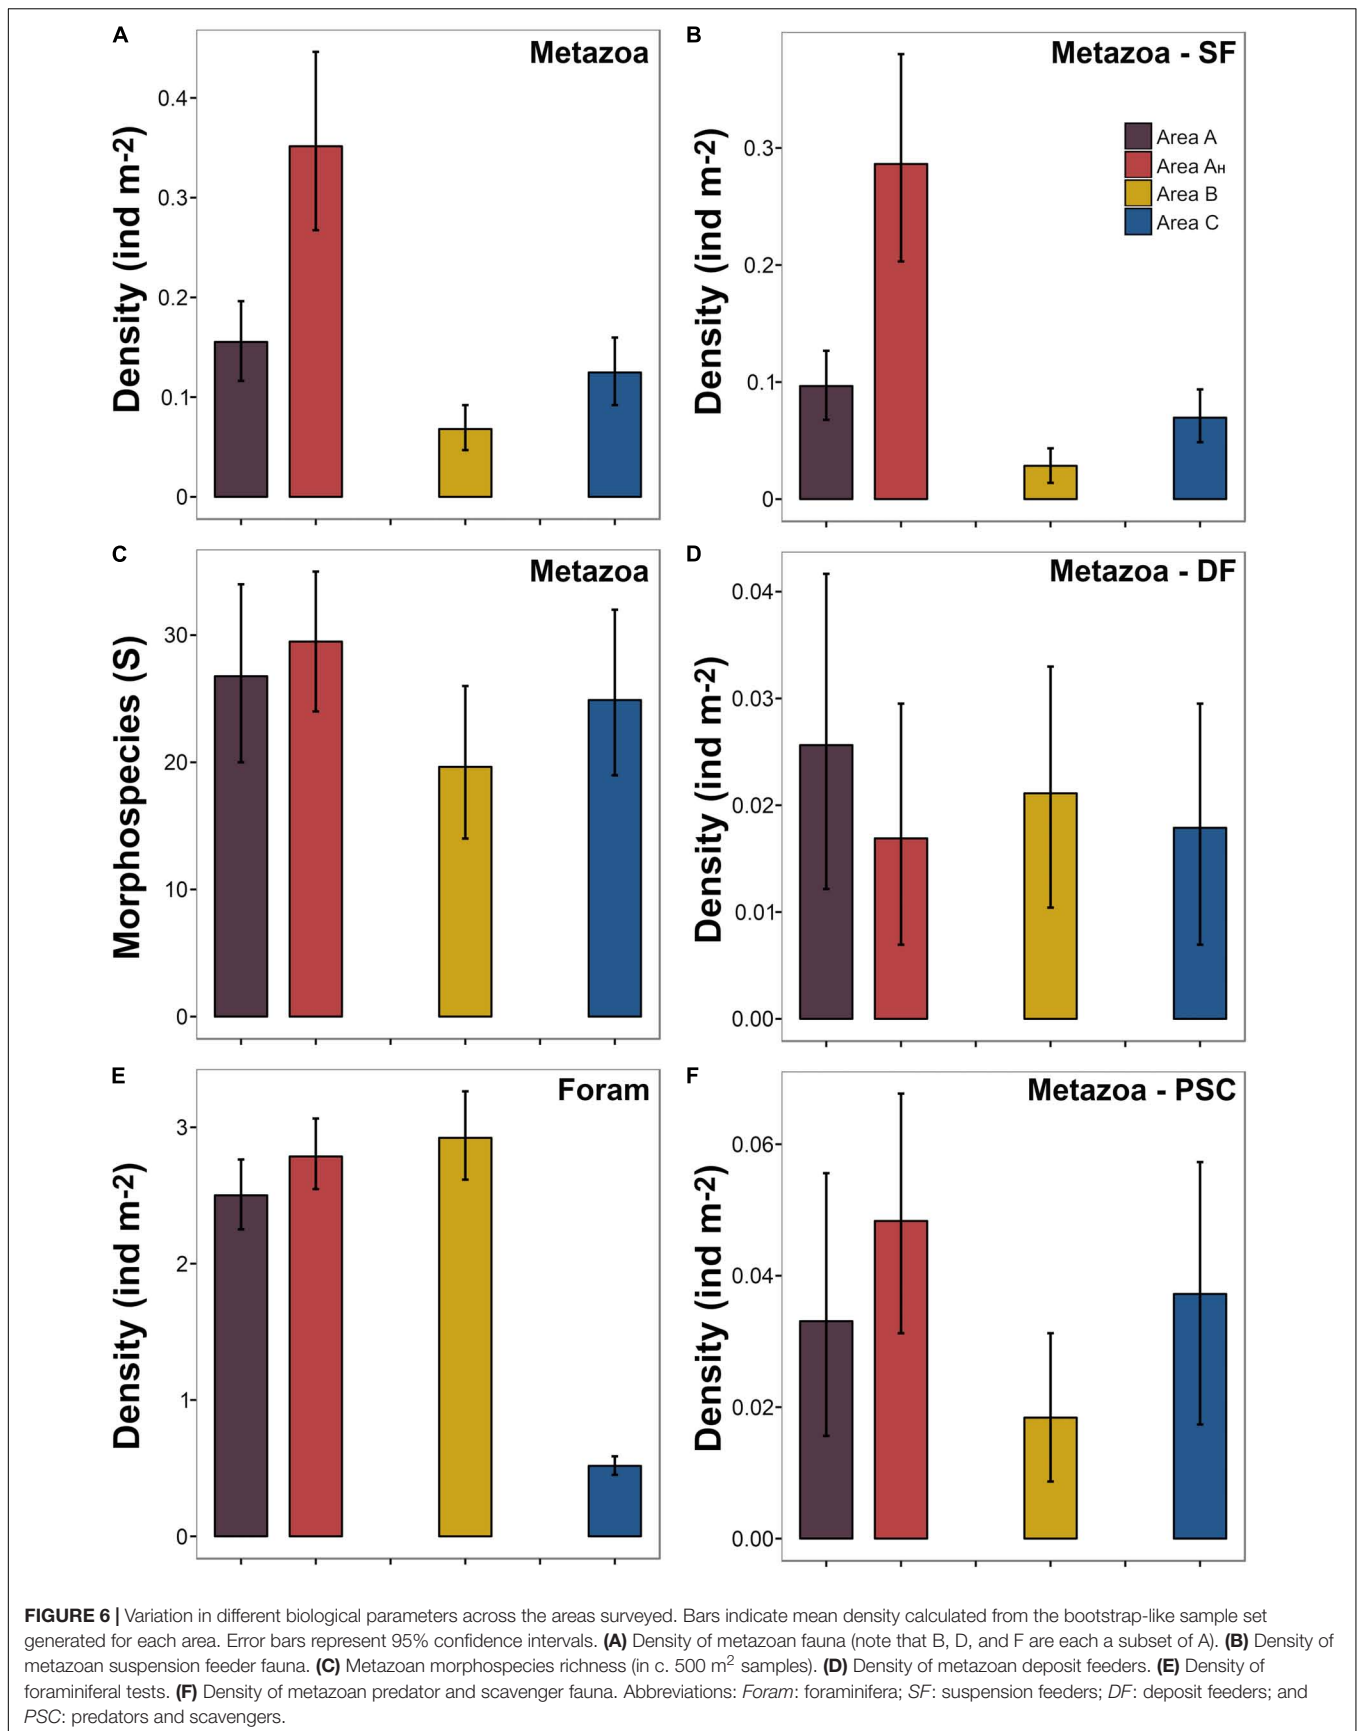 A
Metazoa
Density (ind m-2)
0.4
0.3
0.2
0.1
0
B
Metazoa - SF
Density (ind m-2)
0.3
0.2
0.1
0
Area A
Area AH
Area B
Area C
C
Metazoa
Morphospecies (S)
30
20
10
0
D
Metazoa - DF
Density (ind m-2)
0.04
0.03
0.02
0.01
0.00
E
Foram
Density (ind m-2)
3
2
1
0
F
Metazoa - PSC
Density (ind m-2)
0.06
0.04
0.02
0.00
FIGURE 6 | Variation in different biological parameters across the areas surveyed. Bars indicate mean density calculated from the bootstrap-like sample set
generated for each area. Error bars represent 95% confidence intervals. (A) Density of metazoan fauna (note that B, D, and F are each a subset of A). (B) Density of
metazoan suspension feeder fauna. (C) Metazoan morphospecies richness (in c. 500 m² samples). (D) Density of metazoan deposit feeders. (E) Density of
foraminiferal tests. (F) Density of metazoan predator and scavenger fauna. Abbreviations: Foram: foraminifera; SF: suspension feeders; DF: deposit feeders; and
PSC: predators and scavengers.